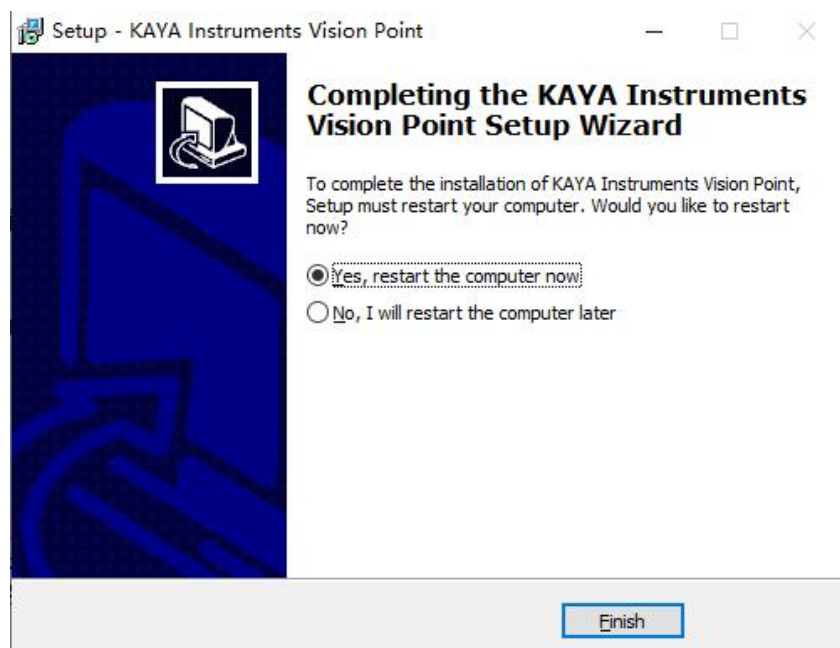 Setup - KAYA Instruments Vision Point
Completing the KAYA Instruments
Vision Point Setup Wizard
To complete the installation of KAYA Instruments Vision Point,
Setup must restart your computer. Would you like to restart
now?
Yes, restart the computer now
No, I will restart the computer later
Finish